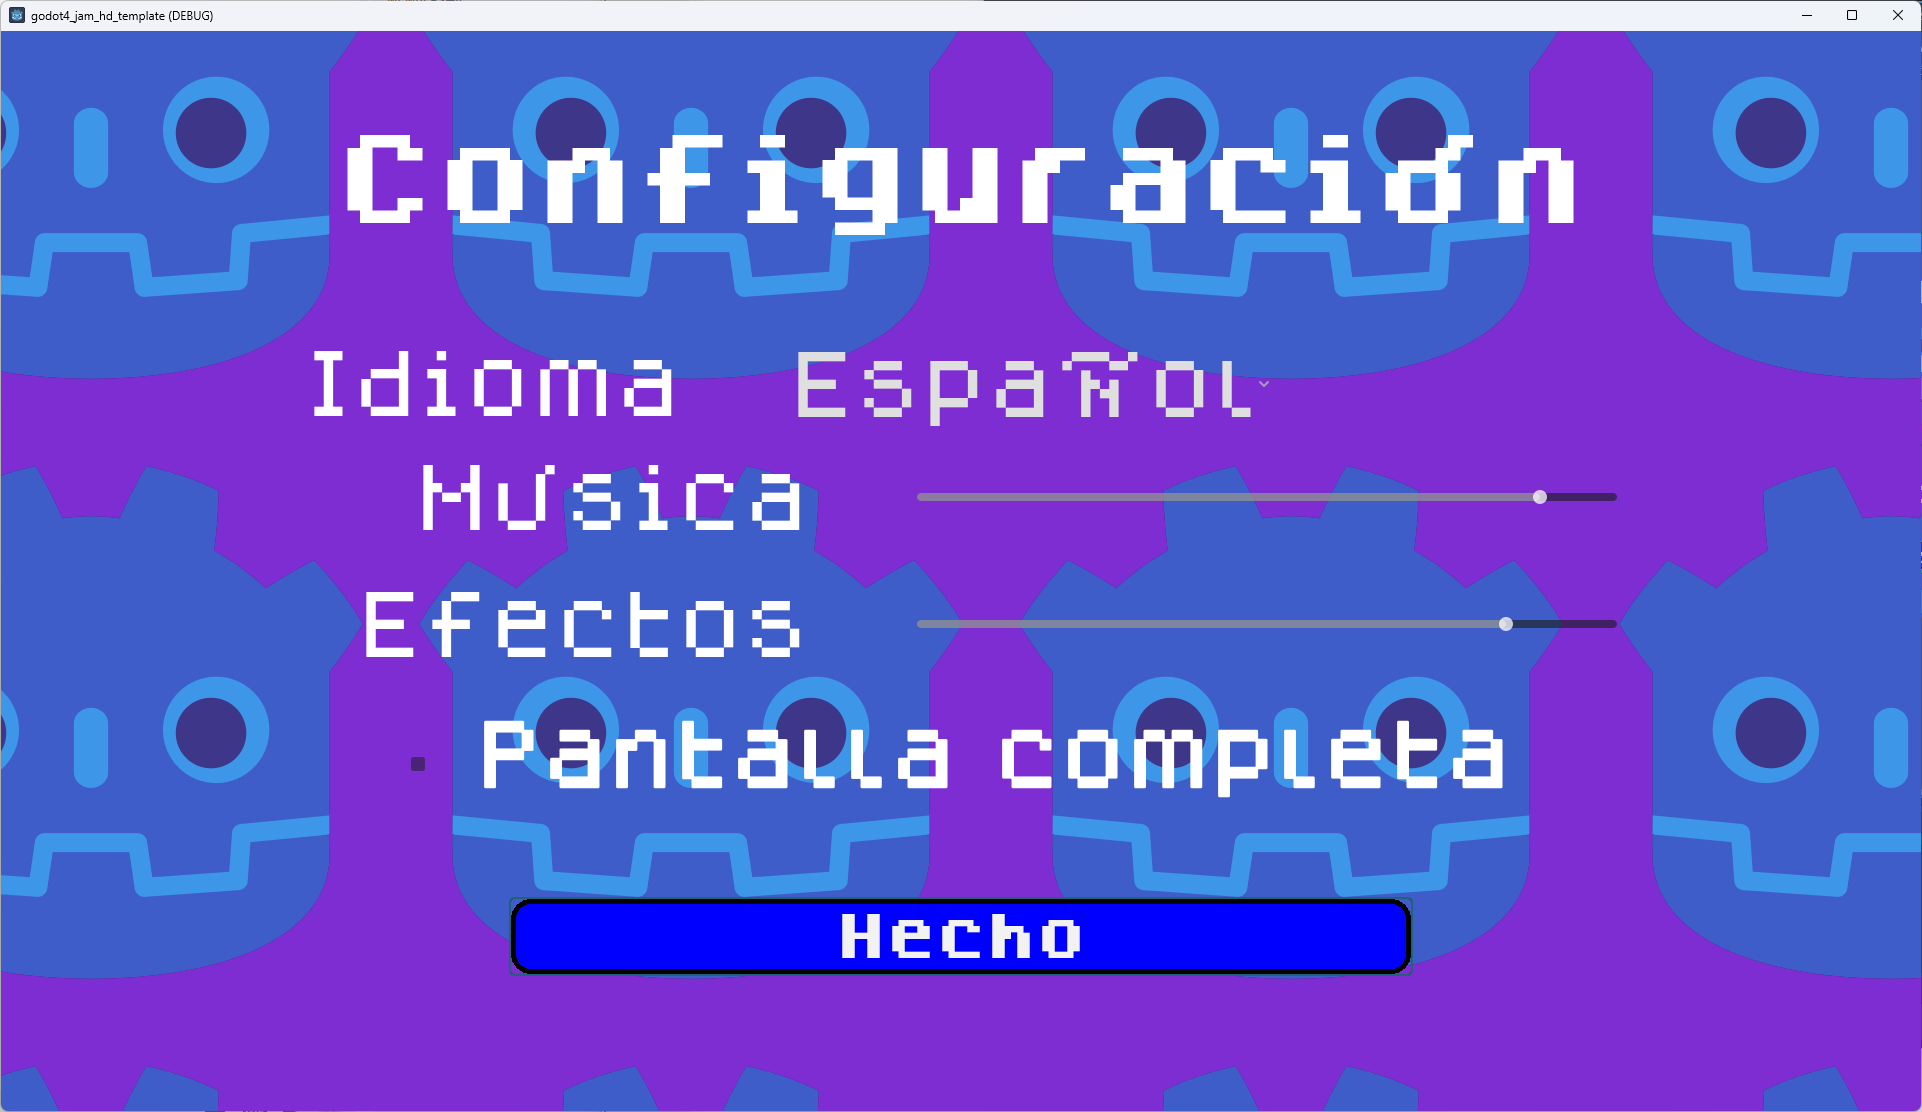 godot4_jam_hd_template (DEBUG)
Configuración
Idioma Español
Música
Efectos
Pantalla completa
Hecho